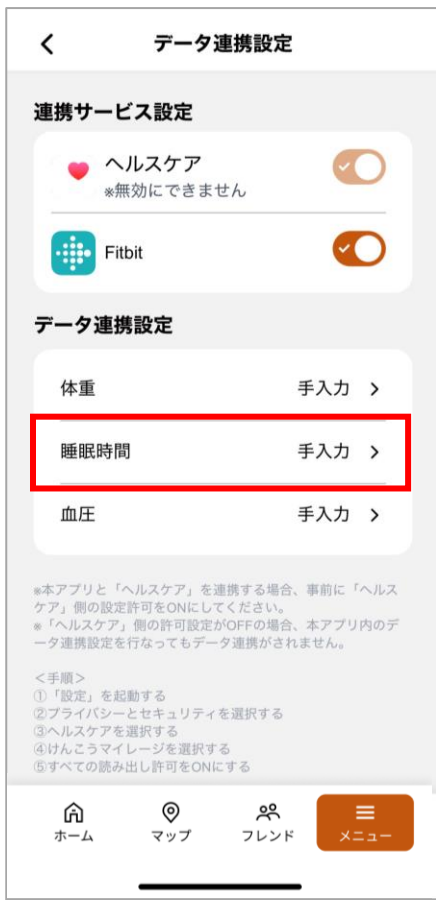 データ連携設定
連携サービス設定
ヘルスケア
※無効にできません
Fitbit
データ連携設定
体重 手入力
睡眠時間 手入力
血圧 手入力
※本アプリと「ヘルスケア」を連携する場合、事前に「ヘルス
ケア」側の設定許可をONにしてください。
※「ヘルスケア」側の許可設定がOFFの場合、本アプリ内のデ
ータ連携設定を行なってもデータ連携がされません。
＜手順＞
①「設定」を起動する
②プライバシーとセキュリティを選択する
③ヘルスケアを選択する
④けんこうマイレージを選択する
⑤すべての読み出し許可をONにする
ホーム マップ フレンド メニュー